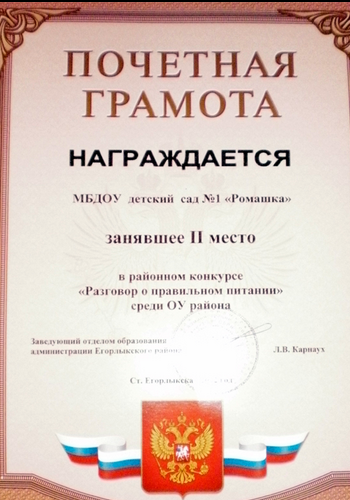 ПОЧЕТНАЯ
ГРАМОТА
НАГРАЖДАЕТСЯ
МБДОУ детский сад №1 «Ромашка»
занявшее II место
в районном конкурсе
«Разговор о правильном питании»
среди ОУ района
Заведующий отделом образования
администрации Егорлыкского района Л.В. Карнаух
Ст. Егорлыкская